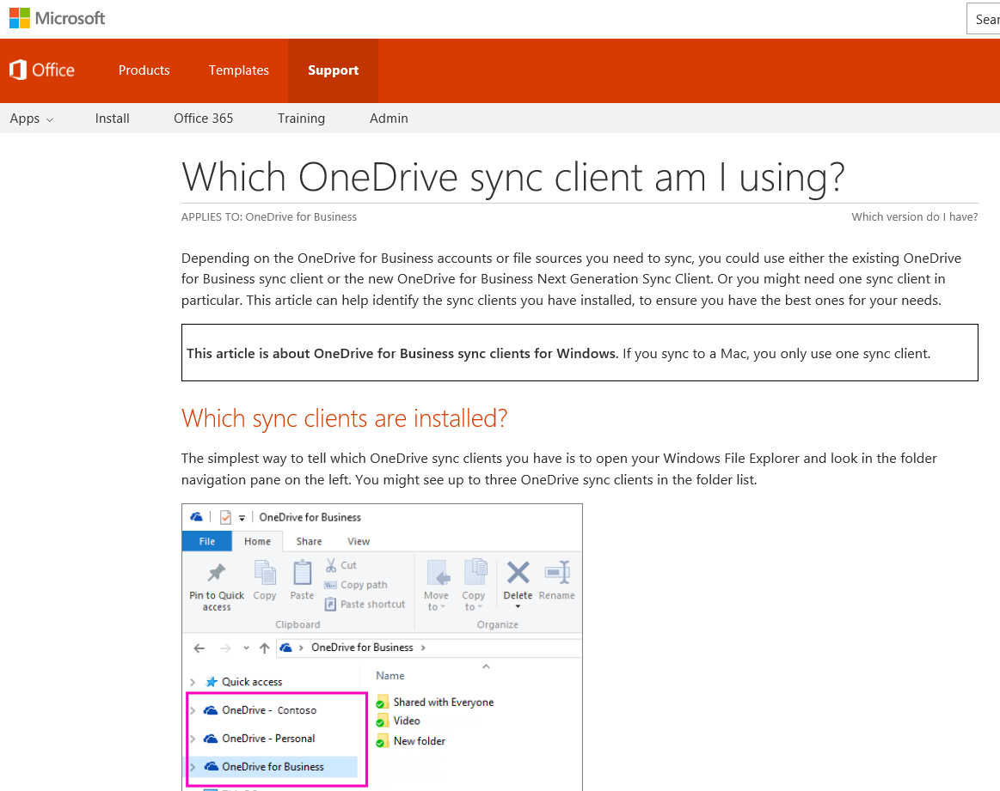 Microsoft
Sear
Office Products Templates Support
Apps Install Office 365 Training Admin
Which OneDrive sync client am I using?
APPLIES TO: OneDrive for Business Which version do I have?
Depending on the OneDrive for Business accounts or file sources you need to sync, you could use either the existing OneDrive
for Business sync client or the new OneDrive for Business Next Generation Sync Client. Or you might need one sync client in
particular. This article can help identify the sync clients you have installed, to ensure you have the best ones for your needs.
This article is about OneDrive for Business sync clients for Windows. If you sync to a Mac, you only use one sync client.
Which sync clients are installed?
The simplest way to tell which OneDrive sync clients you have is to open your Windows File Explorer and look in the folder
navigation pane on the left. You might see up to three OneDrive sync clients in the folder list.
OneDrive for Business
File Home Share View
Pin to Quick
access
Copy
Paste
Cut
Copy path
Paste shortcut
Clipboard
Move
to
Copy
to
Delete
Rename
Organize
OneDrive for Business
Quick access
OneDrive - Contoso
OneDrive - Personal
OneDrive for Business
Name
Shared with Everyone
Video
New folder